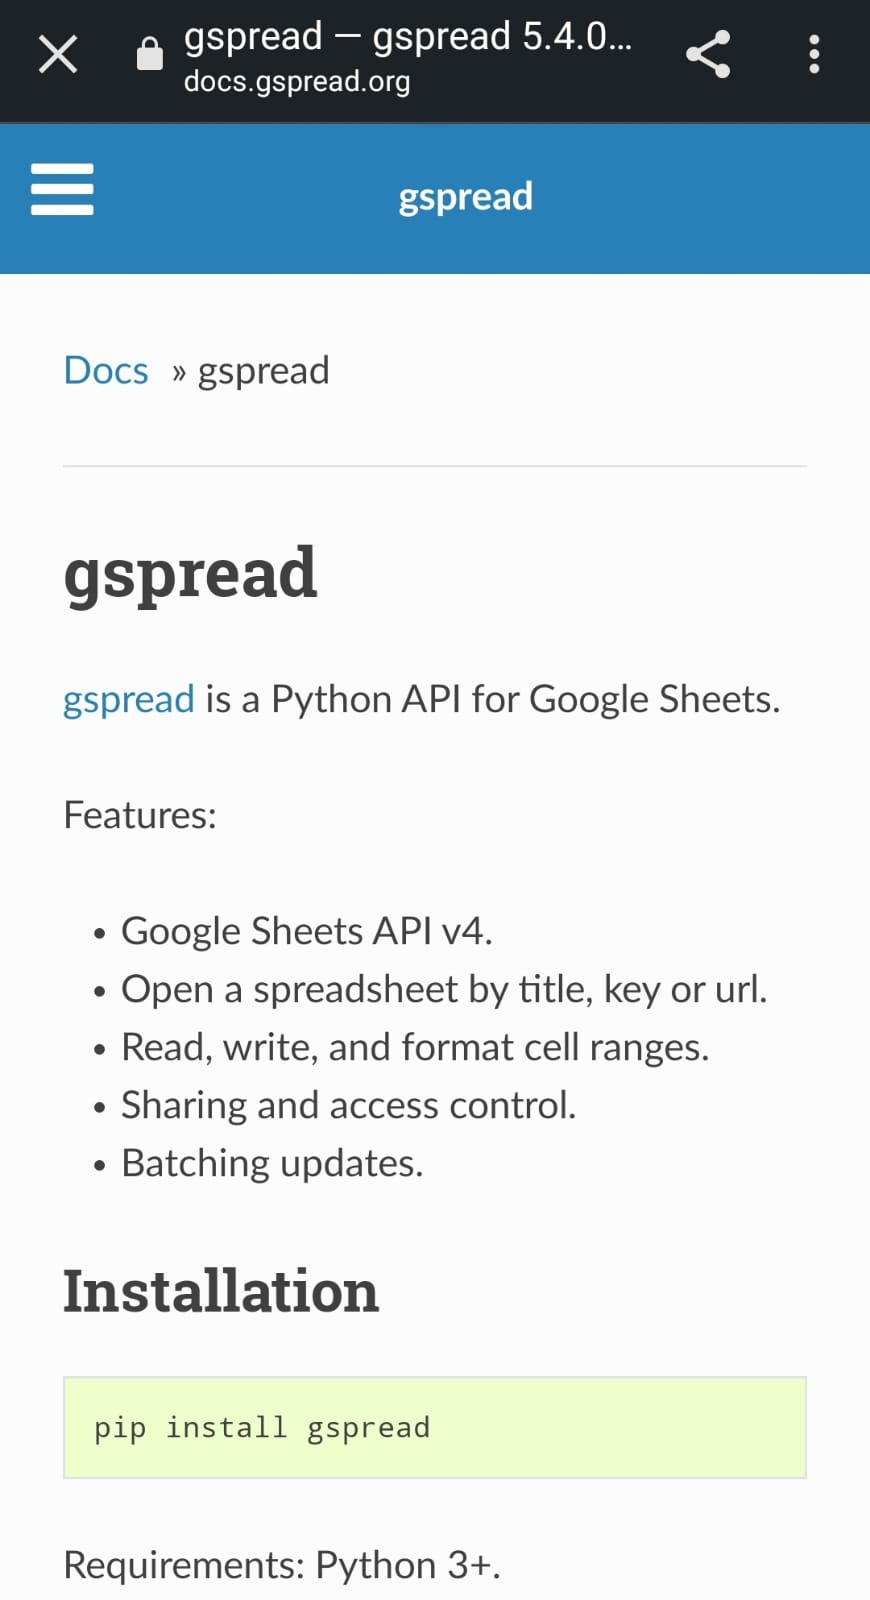 gspread — gspread 5.4.0...
docs.gspread.org
gspread
Docs » gspread
gspread
gspread is a Python API for Google Sheets.
Features:
• Google Sheets API v4.
• Open a spreadsheet by title, key or url.
• Read, write, and format cell ranges.
• Sharing and access control.
• Batching updates.
Installation
pip install gspread
Requirements: Python 3+.